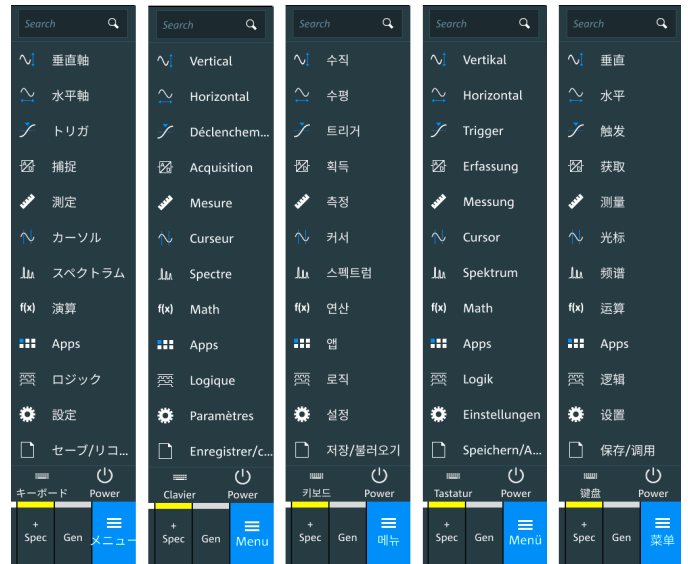 Search
垂直軸
水平軸
トリガ
捕捉
測定
カーソル
スペクトラム
f(x) 演算
Apps
ロジック
設定
セーブ/リコ...
キーボード Power
+
Spec Gen メニュー
Search
Vertical
Horizontal
Déclenchem...
Acquisition
Mesure
Curseur
Spectre
f(x) Math
Apps
Logique
Paramètres
Enregistrer/c...
Clavier Power
+
Spec Gen Menu
Search
수직
수평
트리거
획득
측정
커서
스펙트럼
f(x) 연산
앱
로직
설정
저장/불러오기
키보드 Power
+
Spec Gen 메뉴
Search
Vertikal
Horizontal
Trigger
Erfassung
Messung
Cursor
Spektrum
f(x) Math
Apps
Logik
Einstellungen
Speichern/A...
Tastatur Power
+
Spec Gen Menü
Search
垂直
水平
触发
获取
测量
光标
频谱
f(x) 运算
Apps
逻辑
设置
保存/调用
键盘 Power
+
Spec Gen 菜单